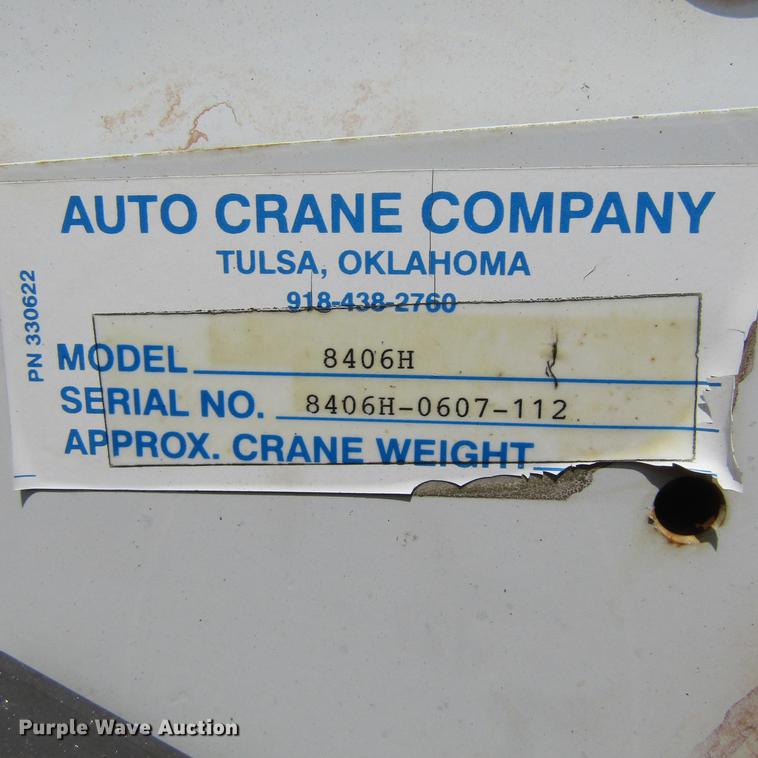 AUTO CRANE COMPANY
TULSA, OKLAHOMA
918-438-2760
PN 330622
MODEL 8406H
SERIAL NO. 8406H-0607-112
APPROX. CRANE WEIGHT
Purple Wave Auction